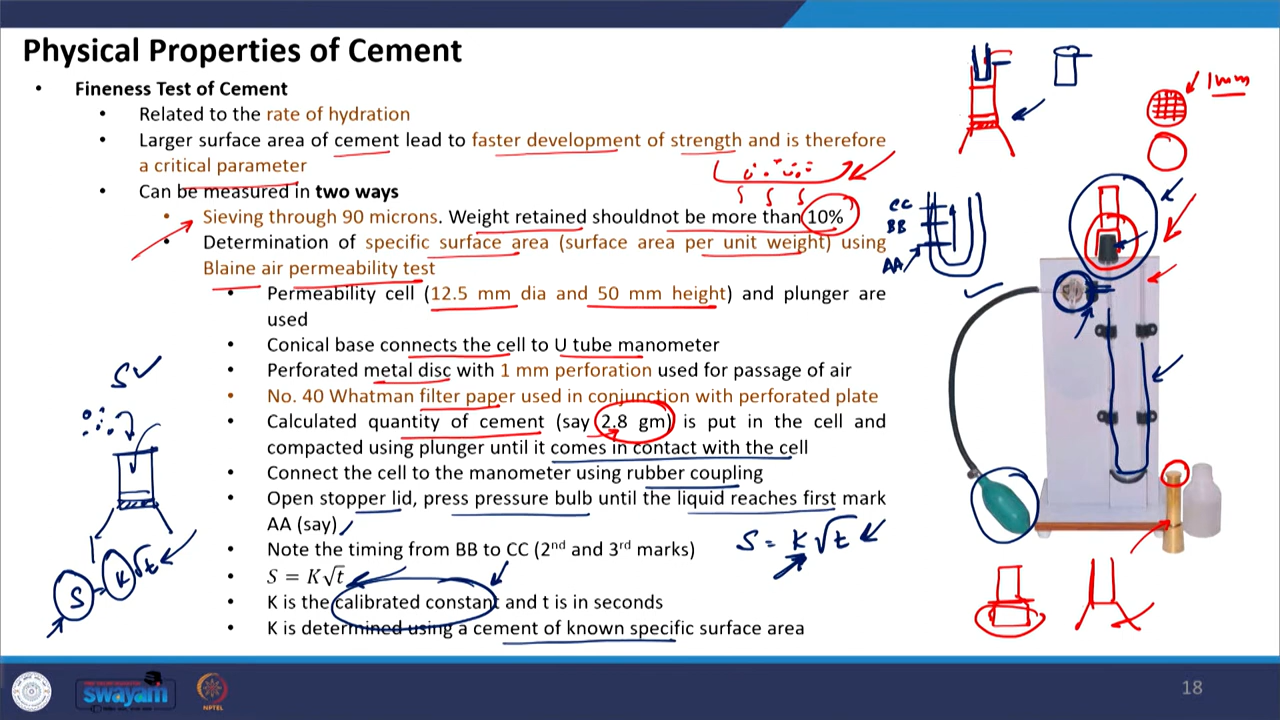 Physical Properties of Cement
• Fineness Test of Cement
• Related to the rate of hydration
• Larger surface area of cement lead to faster development of strength and is therefore
a critical parameter
• Can be measured in two ways
• Sieving through 90 microns. Weight retained shouldnot be more than 10%
• Determination of specific surface area (surface area per unit weight) using
Blaine air permeability test
• Permeability cell (12.5 mm dia and 50 mm height) and plunger are
used
• Conical base connects the cell to U tube manometer
• Perforated metal disc with 1 mm perforation used for passage of air
• No. 40 Whatman filter paper used in conjunction with perforated plate
• Calculated quantity of cement (say 2.8 gm) is put in the cell and
compacted using plunger until it comes in contact with the cell
• Connect the cell to the manometer using rubber coupling
• Open stopper lid, press pressure bulb until the liquid reaches first mark
AA (say)
• Note the timing from BB to CC (2nd and 3rd marks)
• S = K√t
• K is the calibrated constant and t is in seconds
• K is determined using a cement of known specific surface area
1mm
CC
BB
AA
S
S = K√t
S = K√t
swayam
NPTEL
18